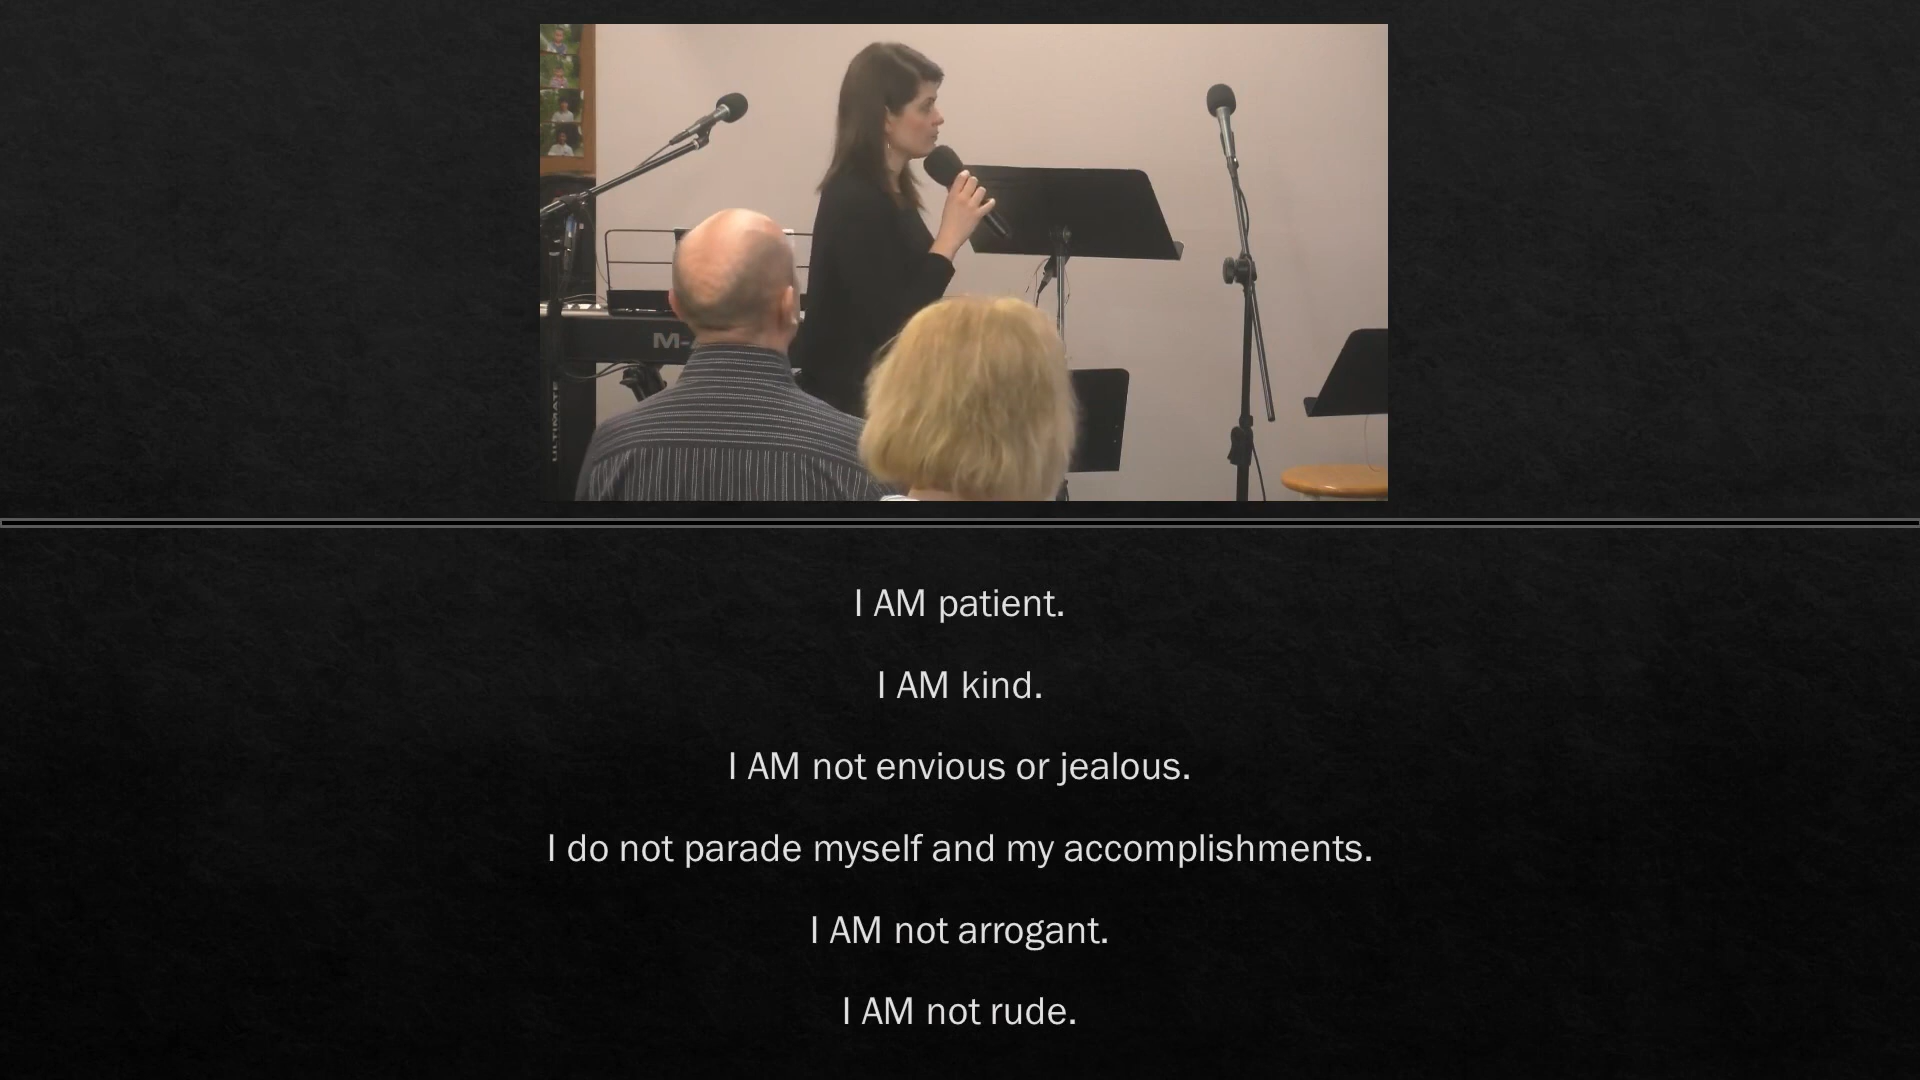 M-
ULTIMATE
I AM patient.
I AM kind.
I AM not envious or jealous.
I do not parade myself and my accomplishments.
I AM not arrogant.
I AM not rude.